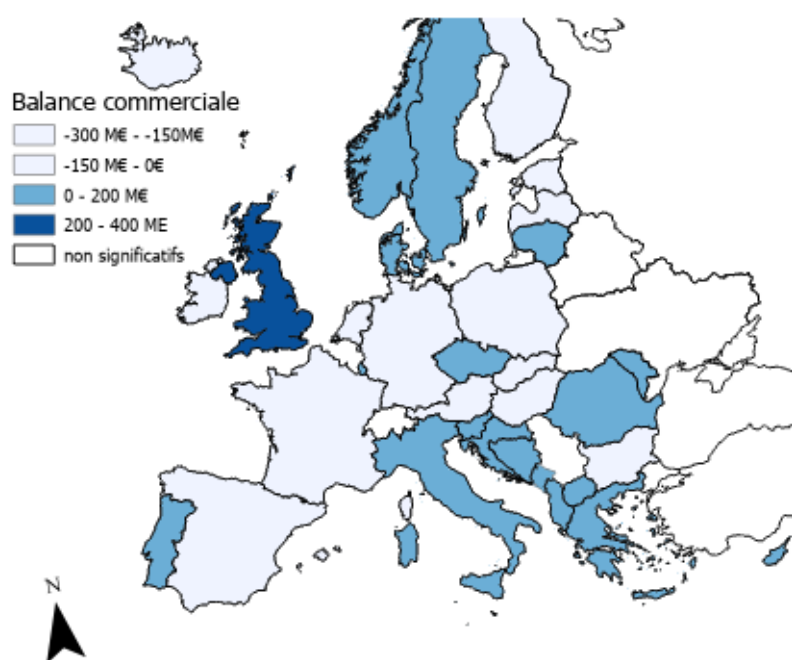 Balance commerciale
-300 M€ - -150M€
-150 M€ - 0€
0 - 200 M€
200 - 400 ME
non significatifs
N